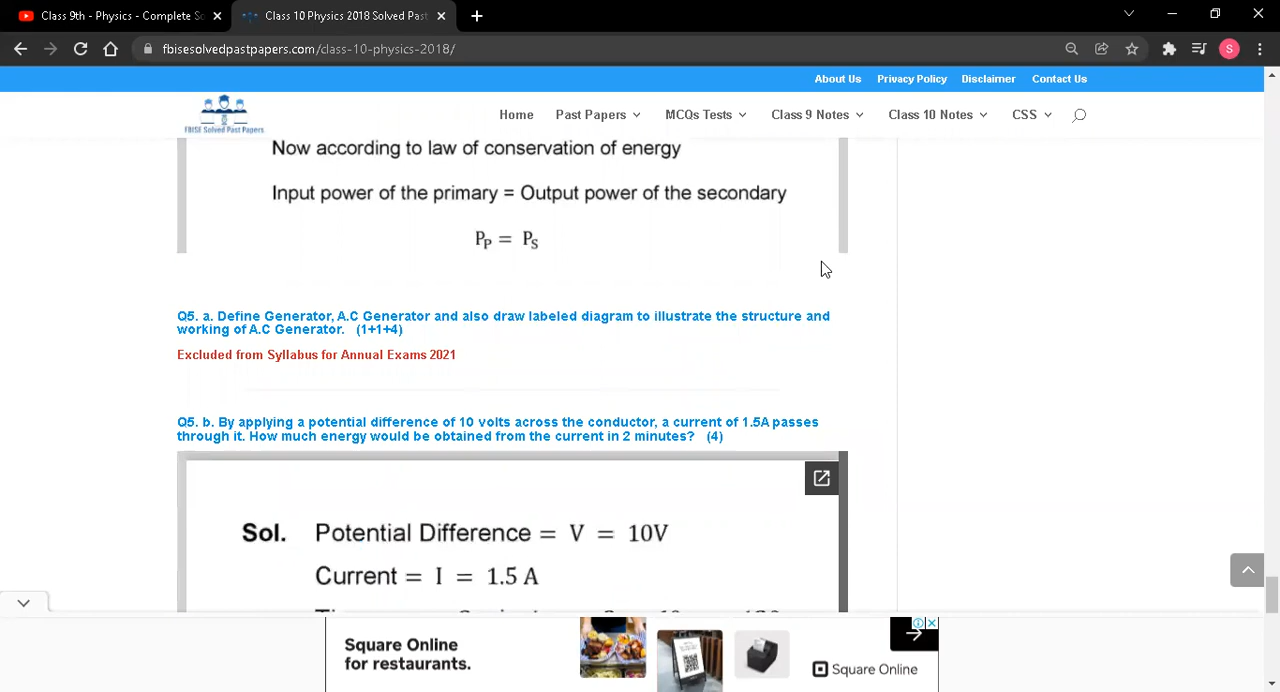 Class 9th - Physics - Complete So
Class 10 Physics 2018 Solved Past
fbisesolvedpastpapers.com/class-10-physics-2018/
S
About Us Privacy Policy Disclaimer Contact Us
FBISE Solved Past Papers
Home Past Papers MCQs Tests Class 9 Notes Class 10 Notes CSS
Now according to law of conservation of energy
Input power of the primary = Output power of the secondary
P_P = P_S
Q5. a. Define Generator, A.C Generator and also draw labeled diagram to illustrate the structure and
working of A.C Generator. (1+1+4)
Excluded from Syllabus for Annual Exams 2021
Q5. b. By applying a potential difference of 10 volts across the conductor, a current of 1.5A passes
through it. How much energy would be obtained from the current in 2 minutes? (4)
Sol. Potential Difference = V = 10V
Current = I = 1.5 A
Square Online
for restaurants.
Square Online